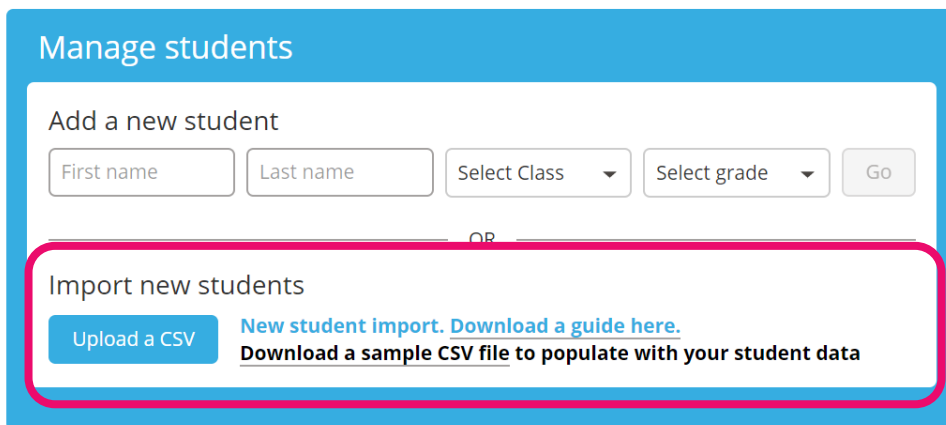 Manage students
Add a new student
First name Last name Select Class Select grade Go
OR
Import new students
Upload a CSV
New student import. Download a guide here.
Download a sample CSV file to populate with your student data